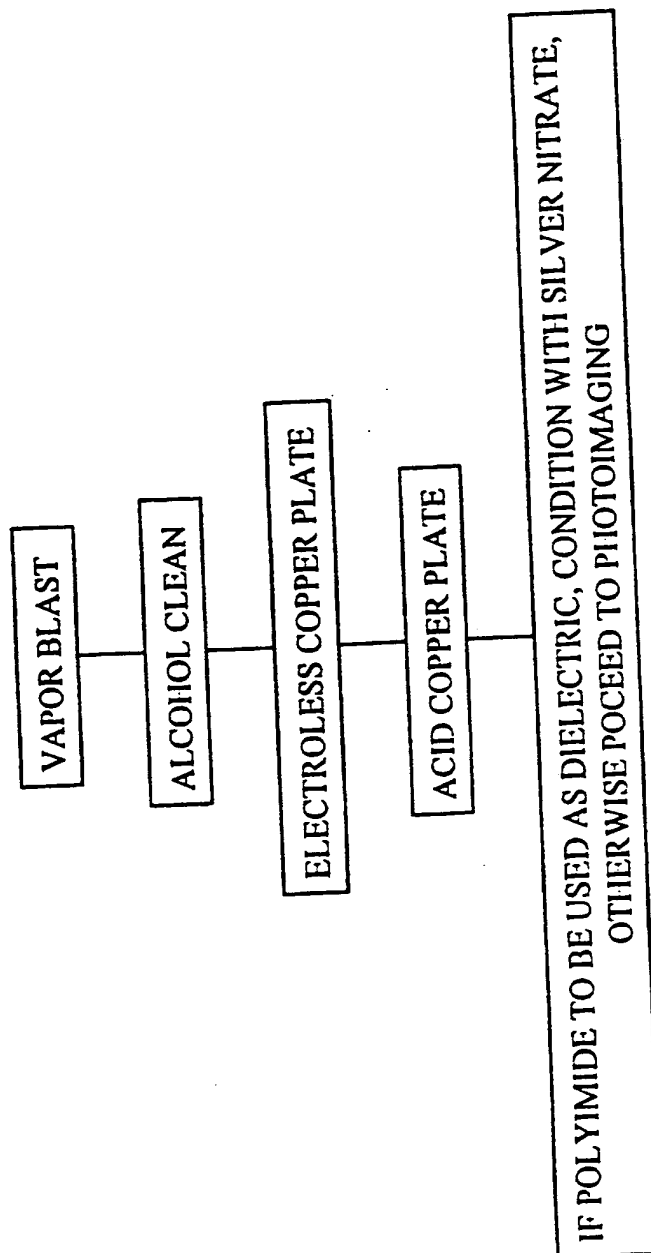 VAPOR BLAST
ALCOHOL CLEAN
ELECTROLESS COPPER PLATE
ACID COPPER PLATE
IF POLYIMIDE TO BE USED AS DIELECTRIC, CONDITION WITH SILVER NITRATE,
OTHERWISE POCEED TO PHOTOIMAGING